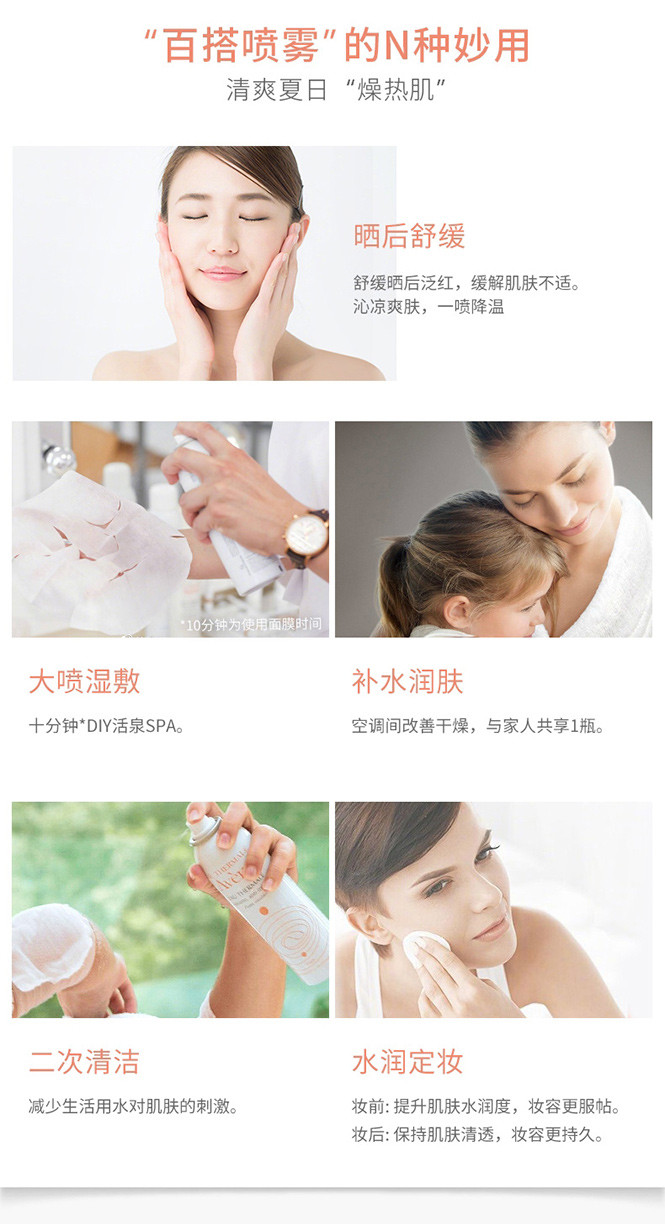 “百搭喷雾”的N种妙用
清爽夏日“燥热肌”
晒后舒缓
舒缓晒后泛红，缓解肌肤不适。
沁凉爽肤，一喷降温
*10分钟为使用面膜时间
大喷湿敷
十分钟*DIY活泉SPA。
补水润肤
空调间改善干燥，与家人共享1瓶。
THERMAL
Avène
EAU THERMALE
二次清洁
减少生活用水对肌肤的刺激。
水润定妆
妆前: 提升肌肤水润度，妆容更服帖。
妆后: 保持肌肤清透，妆容更持久。